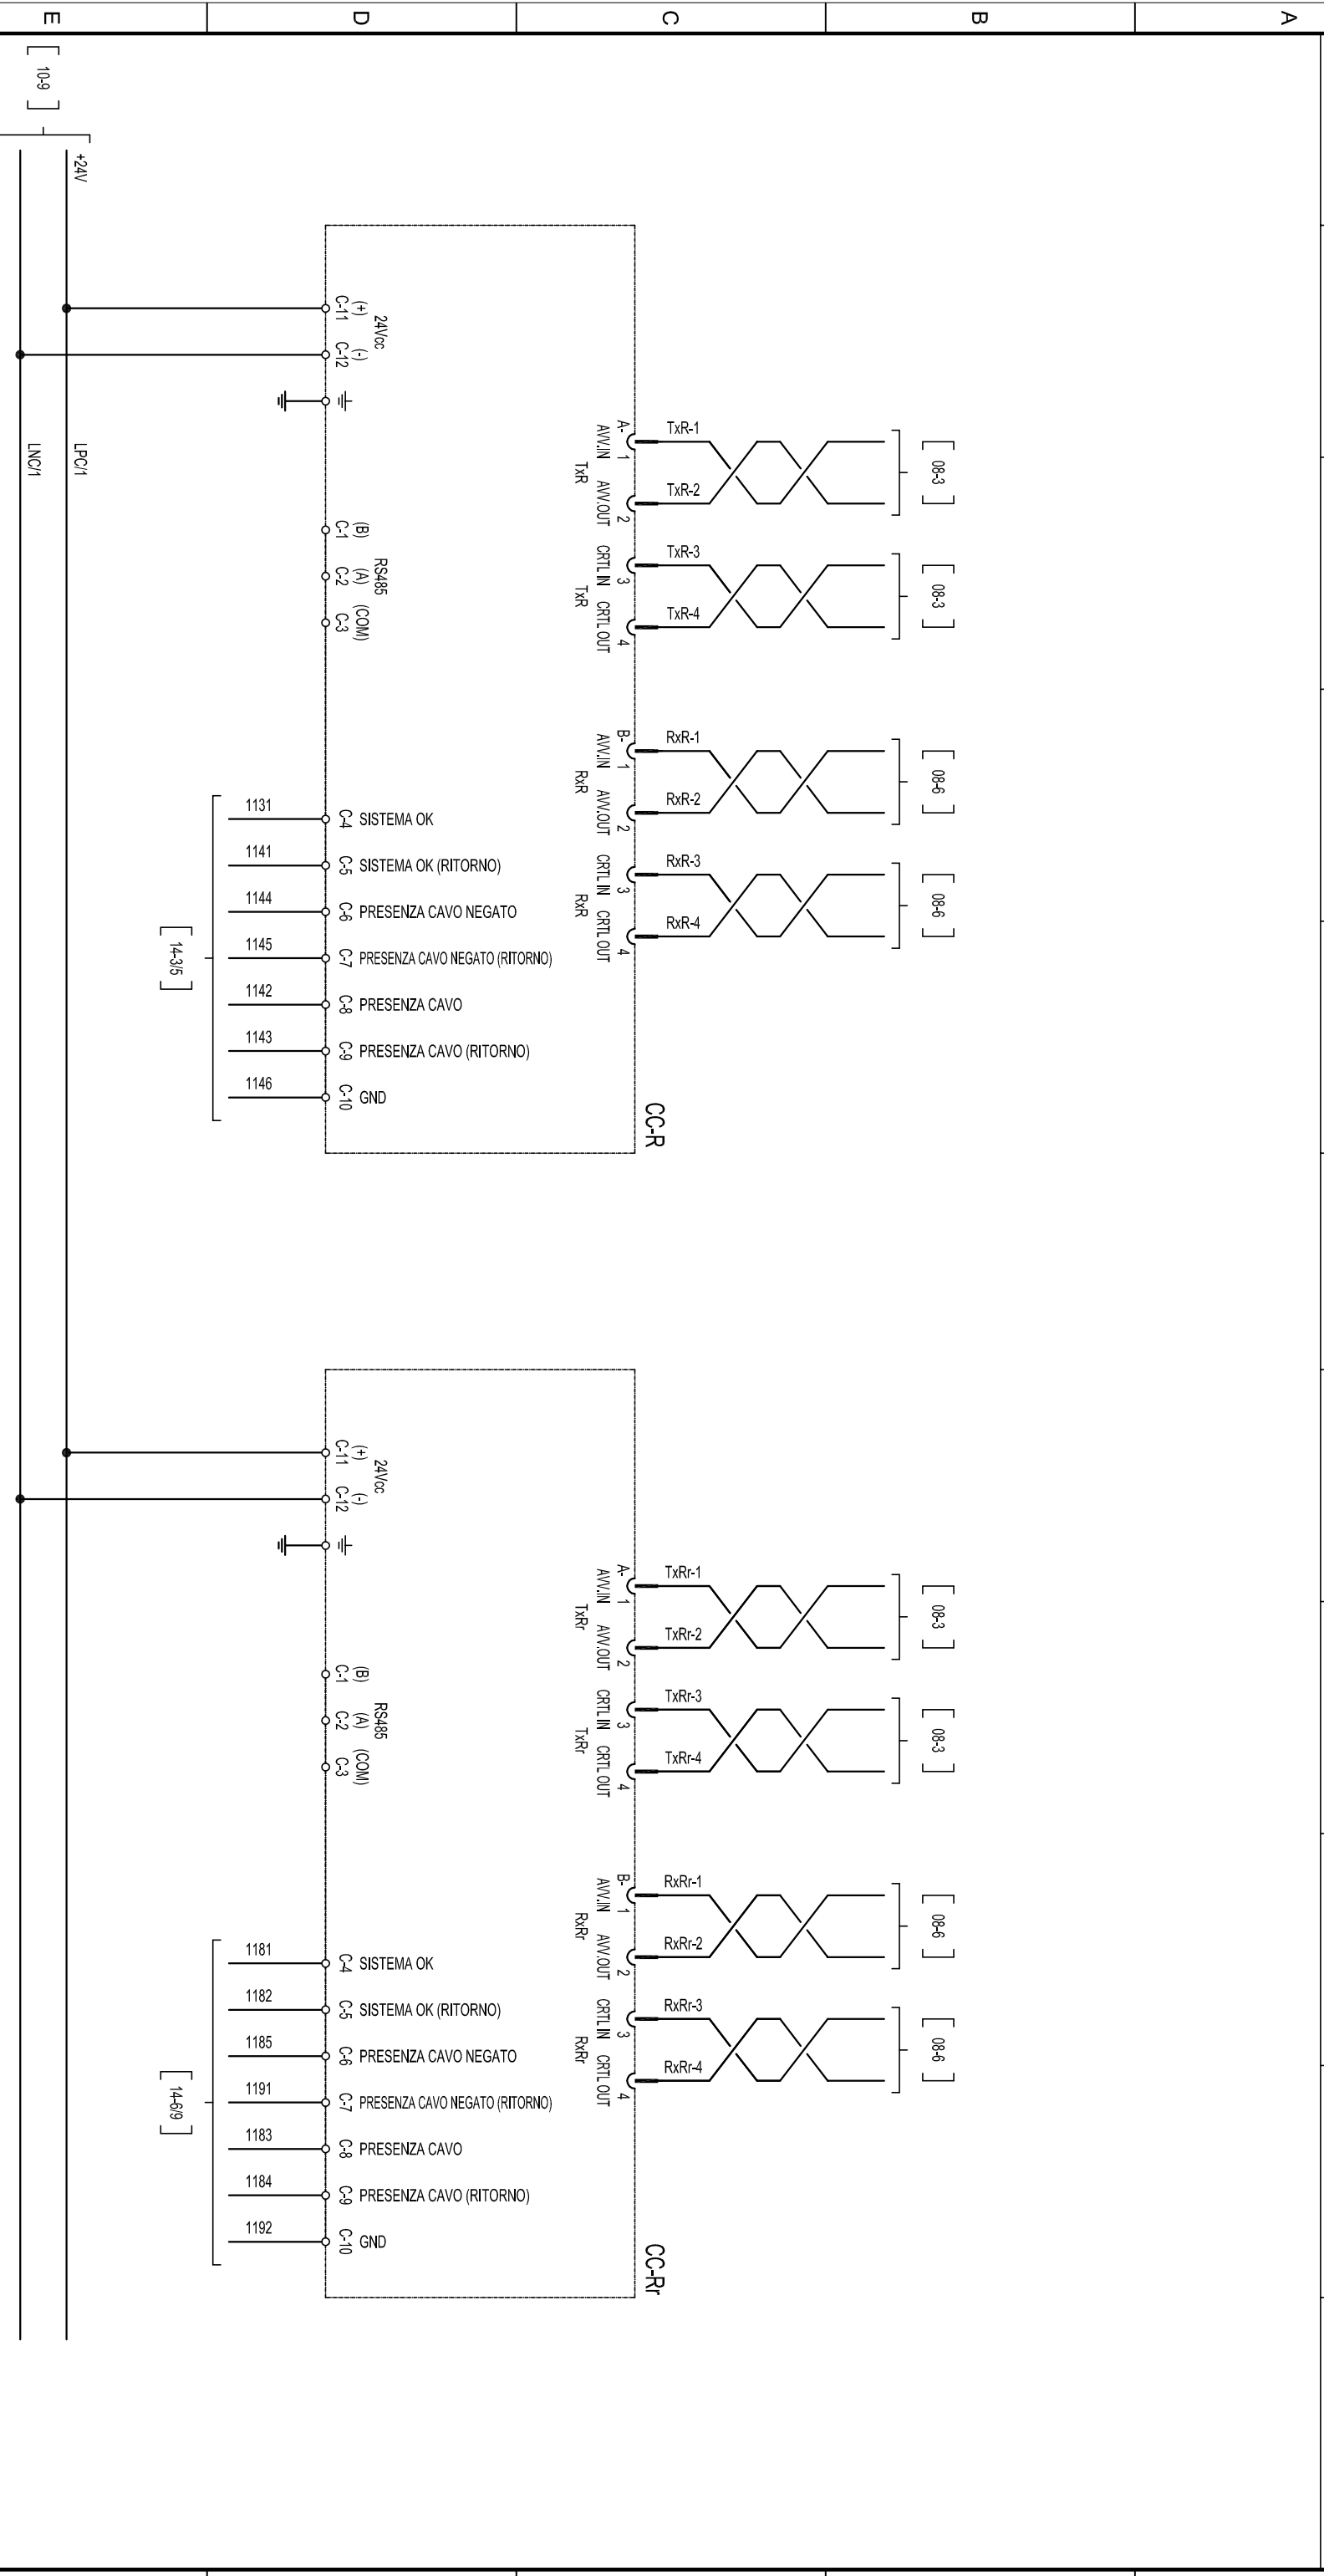 E
D
C
B
A
[ 10-9 ]
+24V
LPC/1
LNC/1
[ 08-3 ]
[ 08-3 ]
[ 08-6 ]
[ 08-6 ]
TxR-1
TxR-2
TxR-3
TxR-4
RxR-1
RxR-2
RxR-3
RxR-4
A-
1
2
3
4
B-
1
2
3
4
AVV.IN
AVV.OUT
CRTL IN
CRTL OUT
AVV.IN
AVV.OUT
CRTL IN
CRTL OUT
TxR
TxR
RxR
RxR
CC-R
24Vcc
(+)
(-)
C-11
C-12
RS485
(B)
(A)
(COM)
C-1
C-2
C-3
1131
C-4 SISTEMA OK
1141
C-5 SISTEMA OK (RITORNO)
1144
C-6 PRESENZA CAVO NEGATO
1145
C-7 PRESENZA CAVO NEGATO (RITORNO)
1142
C-8 PRESENZA CAVO
1143
C-9 PRESENZA CAVO (RITORNO)
1146
C-10 GND
[ 14-3/5 ]
[ 08-3 ]
[ 08-3 ]
[ 08-6 ]
[ 08-6 ]
TxRr-1
TxRr-2
TxRr-3
TxRr-4
RxRr-1
RxRr-2
RxRr-3
RxRr-4
A-
1
2
3
4
B-
1
2
3
4
AVV.IN
AVV.OUT
CRTL IN
CRTL OUT
AVV.IN
AVV.OUT
CRTL IN
CRTL OUT
TxRr
TxRr
RxRr
RxRr
CC-Rr
24Vcc
(+)
(-)
C-11
C-12
RS485
(B)
(A)
(COM)
C-1
C-2
C-3
1181
C-4 SISTEMA OK
1182
C-5 SISTEMA OK (RITORNO)
1185
C-6 PRESENZA CAVO NEGATO
1191
C-7 PRESENZA CAVO NEGATO (RITORNO)
1183
C-8 PRESENZA CAVO
1184
C-9 PRESENZA CAVO (RITORNO)
1192
C-10 GND
[ 14-6/9 ]